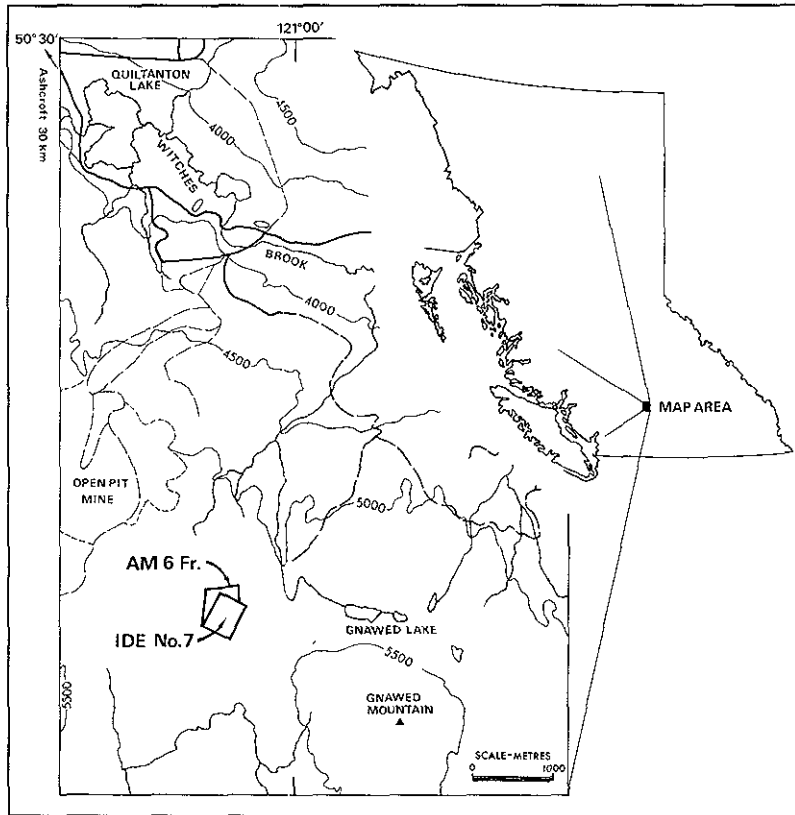 121°00'
50° 30'
QUILTANTON
LAKE
Ashcroft 30 km
4500
4000
WITCHES
BROOK
4000
4500
MAP AREA
OPEN PIT
MINE
5000
AM 6 Fr.
IDE No.7
GNAWED LAKE
5500
5500
GNAWED
MOUNTAIN
SCALE-METRES
0 1000